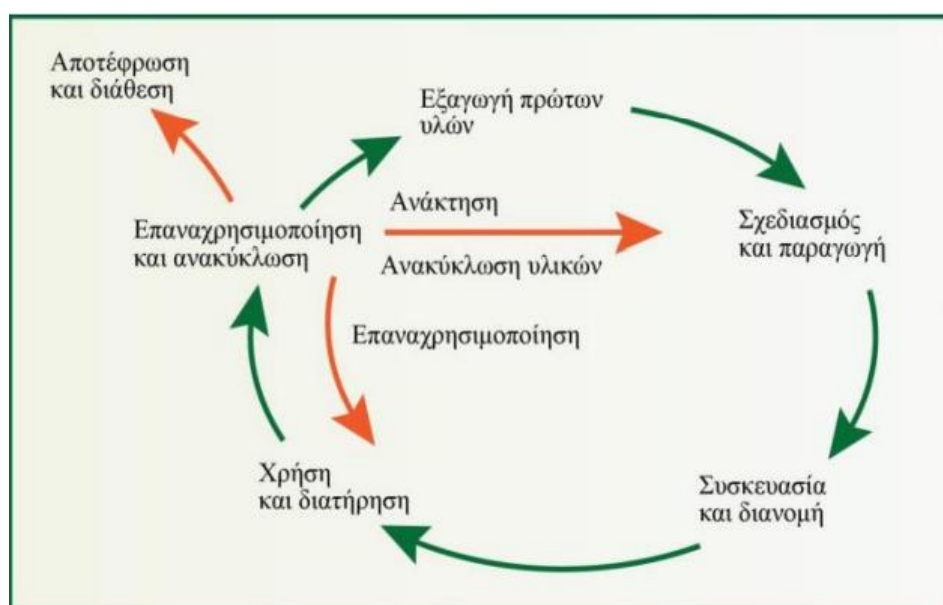 Αποτέφρωση
και διάθεση
Εξαγωγή πρώτων
υλών
Ανάκτηση
Επαναχρησιμοποίηση
και ανακύκλωση
Ανακύκλωση υλικών
Σχεδιασμός
και παραγωγή
Επαναχρησιμοποίηση
Χρήση
και διατήρηση
Συσκευασία
και διανομή